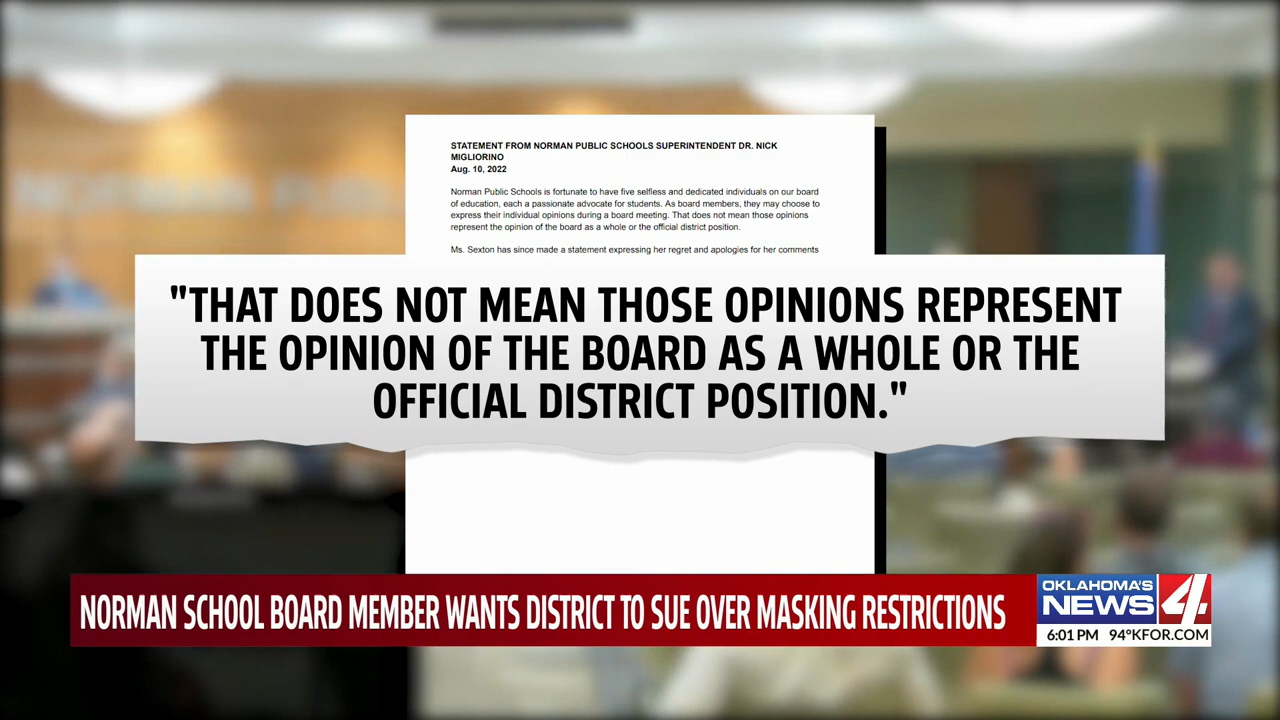 STATEMENT FROM NORMAN PUBLIC SCHOOLS SUPERINTENDENT DR. NICK
MIGLIORINO
Aug. 10, 2022
Norman Public Schools is fortunate to have five selfless and dedicated individuals on our board
of education, each a passionate advocate for students. As board members, they may choose to
express their individual opinions during a board meeting. That does not mean those opinions
represent the opinion of the board as a whole or the official district position.
Ms. Sexton has since made a statement expressing her regret and apologies for her comments
"THAT DOES NOT MEAN THOSE OPINIONS REPRESENT
THE OPINION OF THE BOARD AS A WHOLE OR THE
OFFICIAL DISTRICT POSITION."
NORMAN SCHOOL BOARD MEMBER WANTS DISTRICT TO SUE OVER MASKING RESTRICTIONS
OKLAHOMA'S
NEWS 4
6:01 PM 94° KFOR.COM